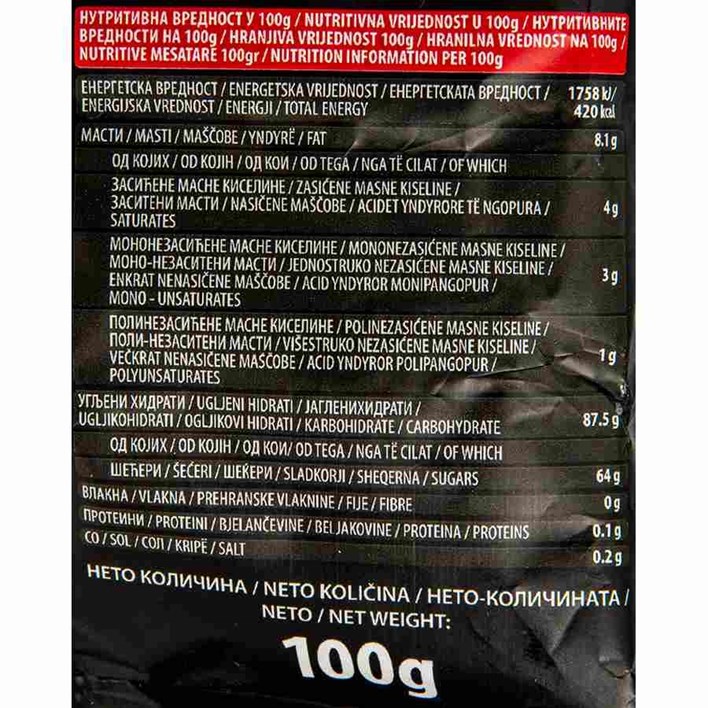 НУТРИТИВНА ВРЕДНОСТ У 100g / NUTRITIVNA VRIJEDNOST U 100g / НУТРИТИВНИТЕ
ВРЕДНОСТИ НА 100g / HRANJIVA VRIJEDNOST 100g / HRANILNA VREDNOST NA 100g /
NUTRITIVE MESATARE 100gr / NUTRITION INFORMATION PER 100g
ЕНЕРГЕТСКА ВРЕДНОСТ / ENERGETSKA VRIJEDNOST / ЕНЕРГЕТСКАТА ВРЕДНОСТ / 1758 kJ/
ENERGIJSKA VREDNOST / ENERGJI / TOTAL ENERGY 420 kcal
МАСТИ / MASTI / MAŠČOBE / YNDYRË / FAT 8.1 g
ОД КОЈИХ / OD KOJIH / ОД КОИ / OD TEGA / NGA TË CILAT / OF WHICH
ЗАСИЋЕНЕ МАСНЕ КИСЕЛИНЕ / ZASIĆENE MASNE KISELINE /
ЗАСИТЕНИ МАСТИ / NASIČENE MAŠČOBE / ACIDET YNDYRORE TË NGOPURA / 4 g
SATURATES
МОНОНЕЗАСИЋЕНЕ МАСНЕ КИСЕЛИНЕ / MONONEZASIĆENE MASNE KISELINE /
МОНО-НЕЗАСИТЕНИ МАСТИ / JEDNOSTRUKO NEZASIĆENE MASNE KISELINE /
ENKRAT NENASIČENE MAŠČOBE / ACID YNDYROR MONIPANGOPUR / 3 g
MONO - UNSATURATES
ПОЛИНЕЗАСИЋЕНЕ МАСНЕ КИСЕЛИНЕ / POLINEZASIĆENE MASNE KISELINE /
ПОЛИ-НЕЗАСИТЕНИ МАСТИ / VIŠESTRUKO NEZASIĆENE MASNE KISELINE /
VEČKRAT NENASIČENE MAŠČOBE / ACID YNDYROR POLIPANGOPUR / 1 g
POLYUNSATURATES
УГЉЕНИ ХИДРАТИ / UGLJENI HIDRATI / ЈАГЛЕНИХИДРАТИ /
UGLJIKOHIDRATI / OGLJIKOVI HIDRATI / KARBOHIDRATE / CARBOHYDRATE 87.5 g
ОД КОЈИХ / OD KOJIH / ОД КОИ/ OD TEGA / NGA TË CILAT / OF WHICH
ШЕЋЕРИ / ŠEĆERI / ШЕЌЕРИ / SLADKORJI / SHEQERNA / SUGARS 64 g
ВЛАКНА / VLAKNA / PREHRANSKE VLAKNINE / FIJE / FIBRE 0 g
ПРОТЕИНИ / PROTEINI / BJELANČEVINE / BELJAKOVINE / PROTEINA / PROTEINS 0.1 g
СО / SOL / СОЛ / KRIPË / SALT 0.2 g
НЕТО КОЛИЧИНА / NETO KOLIČINA / НЕТО-КОЛИЧИНАТА /
NETO / NET WEIGHT:
100g